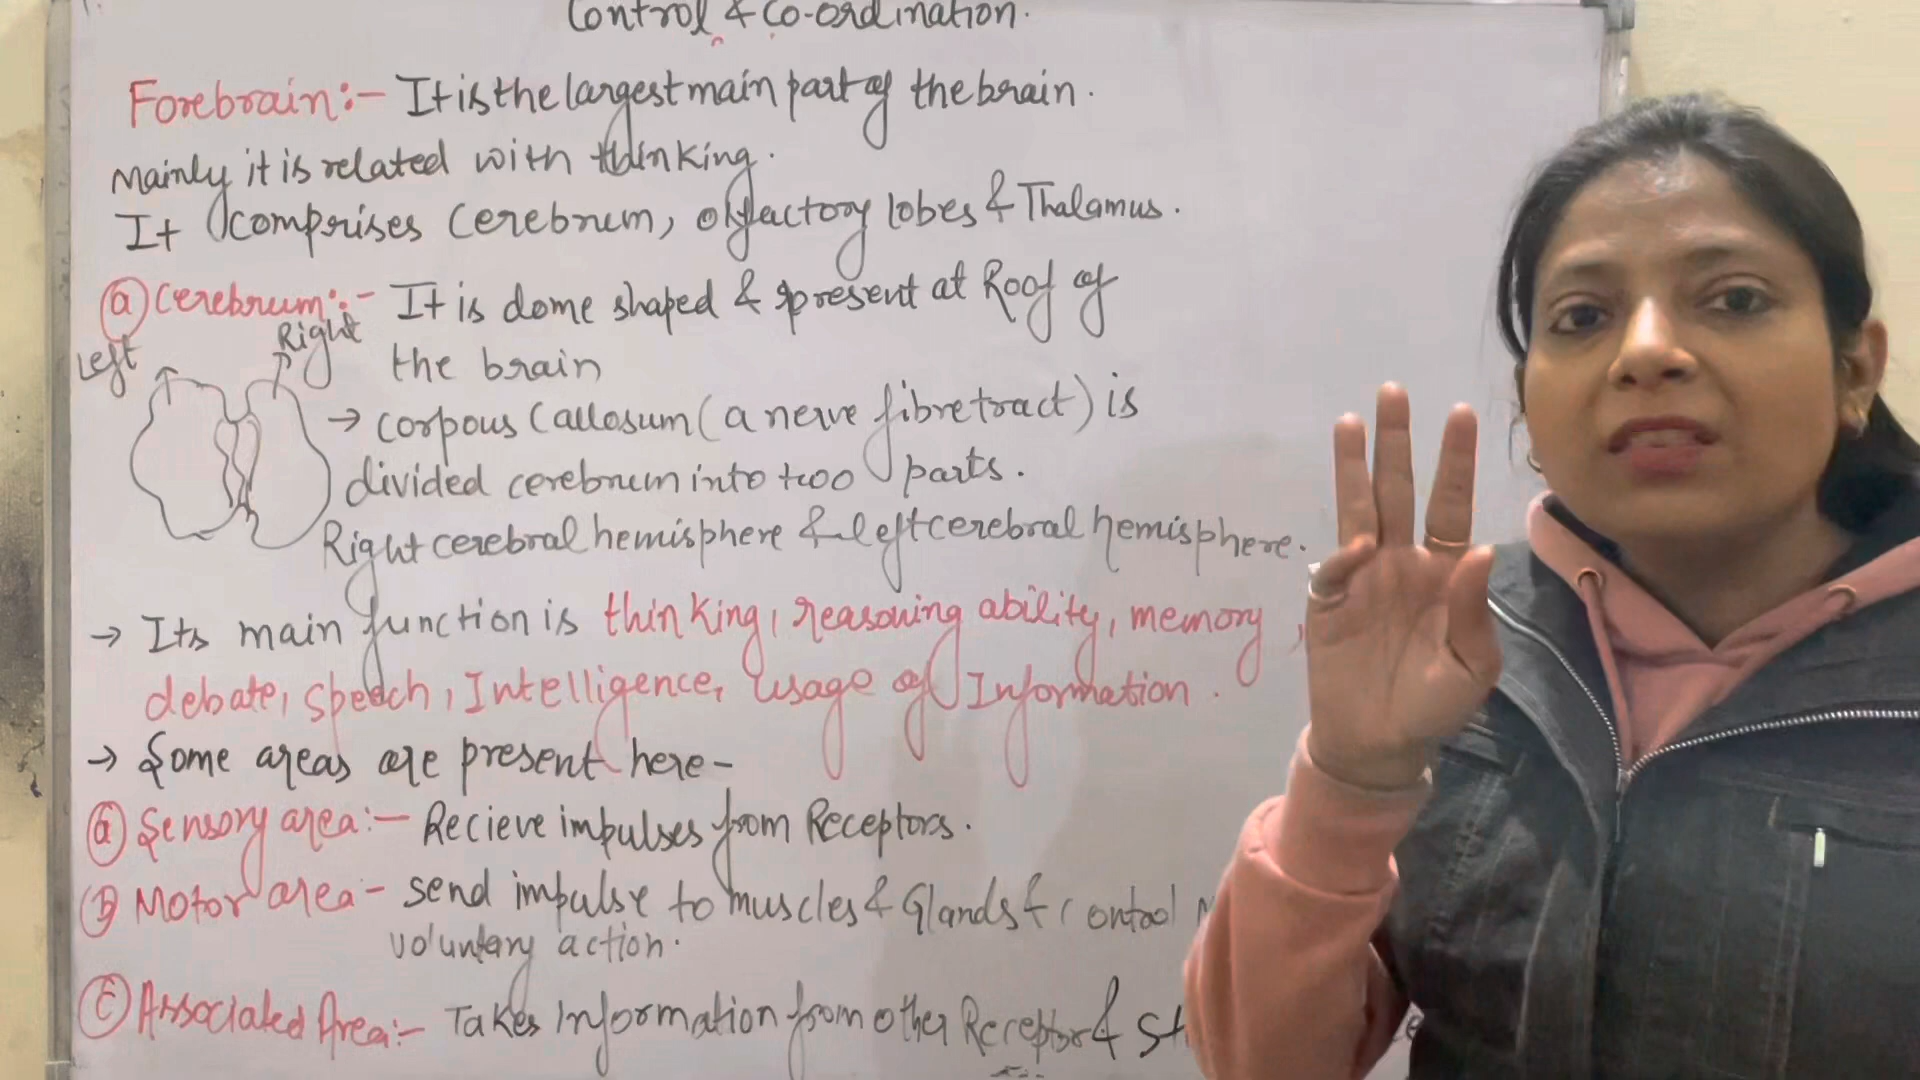 Control & Co-ordination.
Forebrain:- It is the largest main part of the brain.
Mainly it is related with thinking.
It comprises Cerebrum, olfactory lobes & Thalamus.
(a) Cerebrum:- It is dome shaped & present at Roof of
the brain
Left
Right
→ corpous Callosum (a nerve fibre tract) is
divided cerebrum into two parts.
Right cerebral hemisphere & left cerebral hemisphere.
→ Its main function is thinking, reasoning ability, memory,
debate, speech, Intelligence, Usage of Information.
→ Some areas are present here-
(a) Sensory area:- Recieve impulses from Receptors.
(b) Motor area- send impulse to muscles & Glands & Contool
voluntary action.
(C) Associated Area:- Takes Information from other Receptor &